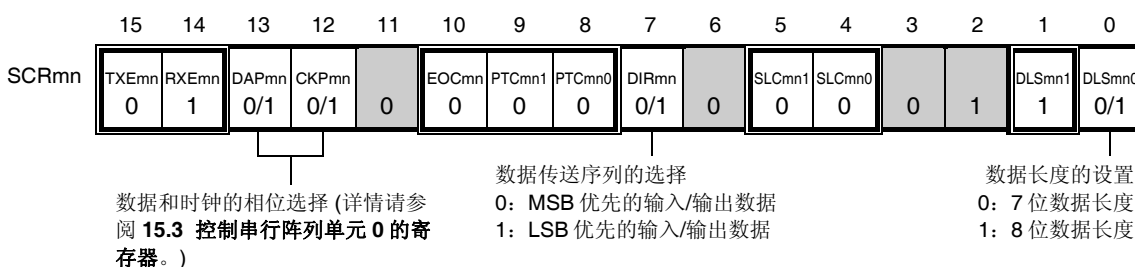 15 14 13 12 11 10 9 8 7 6 5 4 3 2 1 0
SCRmn TXEmn RXEmn DAPmn CKPmn EOCmn PTCmn1 PTCmn0 DIRmn SLCmn1 SLCmn0 DLSmn1 DLSmn0
0 1 0/1 0/1 0 0 0 0 0/1 0 0 0 0 1 1 0/1
数据和时钟的相位选择 (详情请参
阅 15.3 控制串行阵列单元 0 的寄
存器。)
数据传送序列的选择
0：MSB 优先的输入/输出数据
1：LSB 优先的输入/输出数据
数据长度的设置
0：7 位数据长度
1：8 位数据长度